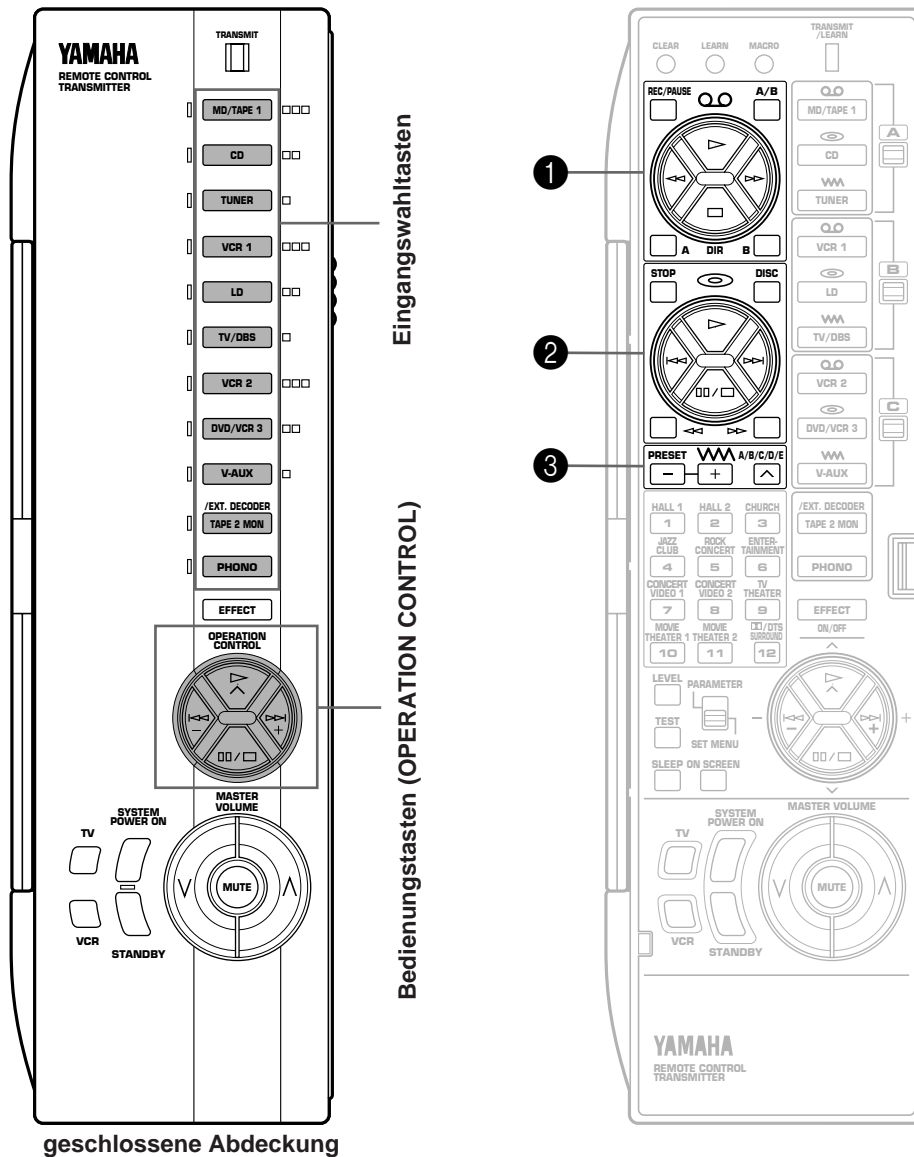 YAMAHA
REMOTE CONTROL
TRANSMITTER
TRANSMIT
MD/TAPE 1
CD
TUNER
VCR 1
LD
TV/DBS
VCR 2
DVD/VCR 3
V-AUX
/EXT. DECODER
TAPE 2 MON
PHONO
EFFECT
OPERATION
CONTROL
− +
MASTER
VOLUME
SYSTEM
POWER ON
TV
MUTE
VCR
STANDBY
geschlossene Abdeckung
Eingangswahltasten
Bedienungstasten (OPERATION CONTROL)
1
2
3
TRANSMIT
/LEARN
CLEAR LEARN MACRO
REC/PAUSE A/B
A DIR B
STOP DISC
PRESET A/B/C/D/E
− +
MD/TAPE 1
CD
TUNER
A
VCR 1
LD
TV/DBS
B
VCR 2
DVD/VCR 3
V-AUX
C
/EXT. DECODER
TAPE 2 MON
PHONO
EFFECT
ON/OFF
HALL 1 HALL 2 CHURCH
1 2 3
JAZZ CLUB ROCK CONCERT ENTER-TAINMENT
4 5 6
CONCERT VIDEO 1 CONCERT VIDEO 2 TV THEATER
7 8 9
MOVIE THEATER 1 MOVIE THEATER 2 /DTS SURROUND
10 11 12
LEVEL PARAMETER
TEST
SET MENU
SLEEP ON SCREEN
− − + +
MASTER VOLUME
SYSTEM
POWER ON
TV
MUTE
VCR
STANDBY
YAMAHA
REMOTE CONTROL
TRANSMITTER